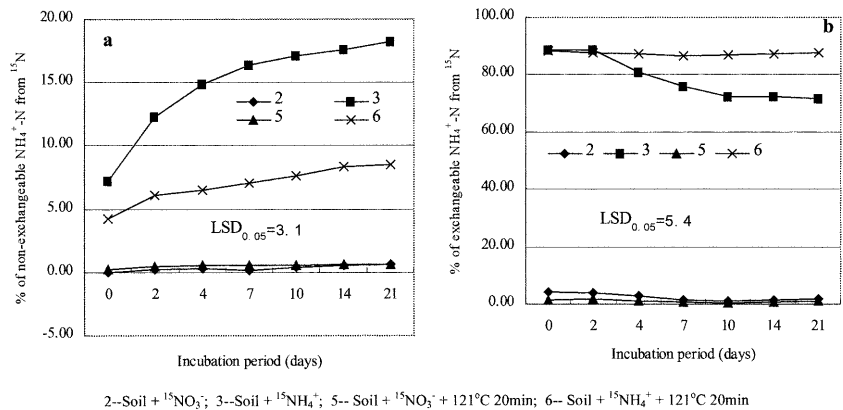 a
% of non-exchangeable NH₄⁺-N from ¹⁵N
20.00
15.00
10.00
5.00
0.00
-5.00
2 3
5 6
LSD₀.₀₅=3. 1
0 2 4 7 10 14 21
Incubation period (days)
b
% of exchangeable NH₄⁺-N from ¹⁵N
100.00
80.00
60.00
40.00
20.00
0.00
2 3 5 6
LSD₀.₀₅=5. 4
0 2 4 7 10 14 21
Incubation period (days)
2--Soil + ¹⁵NO₃⁻; 3--Soil + ¹⁵NH₄⁺; 5-- Soil + ¹⁵NO₃⁻ + 121°C 20min; 6-- Soil + ¹⁵NH₄⁺ + 121°C 20min